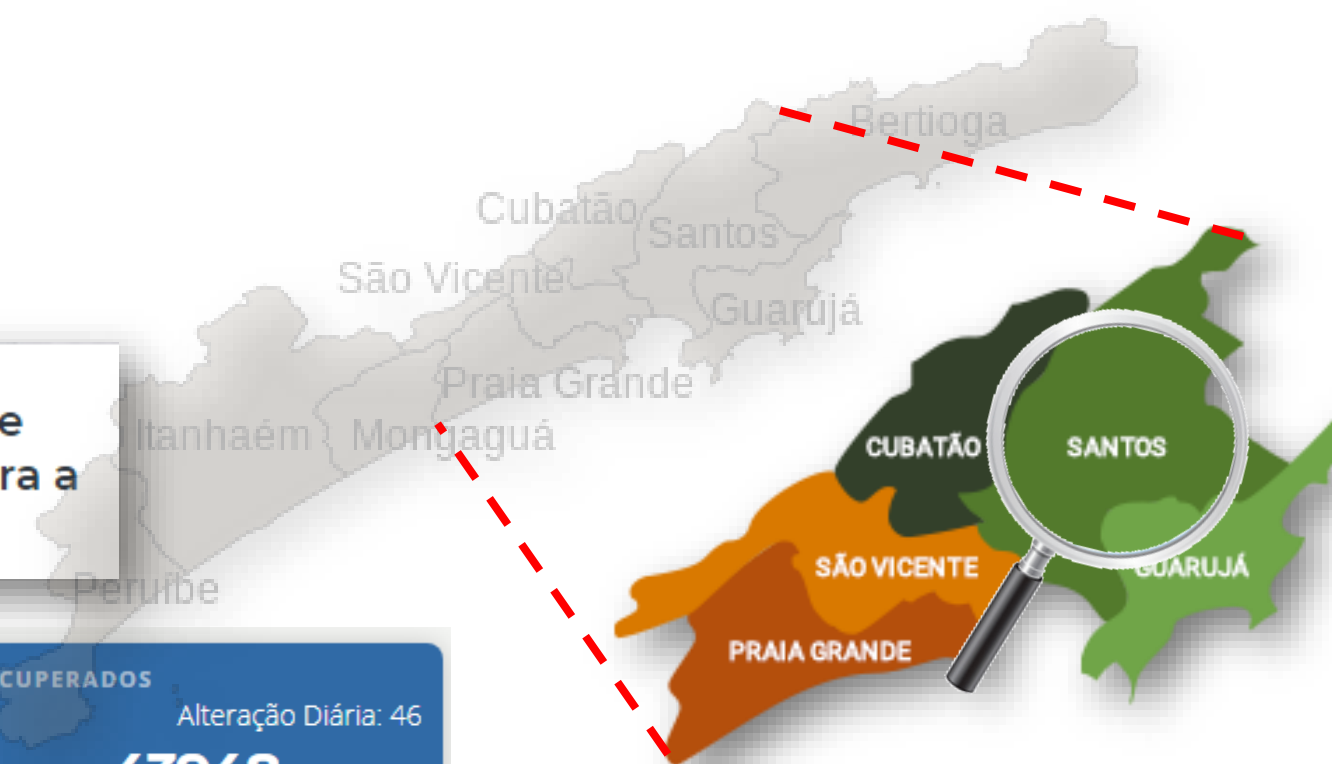 Bertioga
Cubatão
Santos
São Vicente
Guarujá
Praia Grande
Itanhaém
Mongaguá
Peruíbe
e
ra a
CUBATÃO
SANTOS
SÃO VICENTE
GUARUJÁ
PRAIA GRANDE
CUPERADOS
Alteração Diária: 46